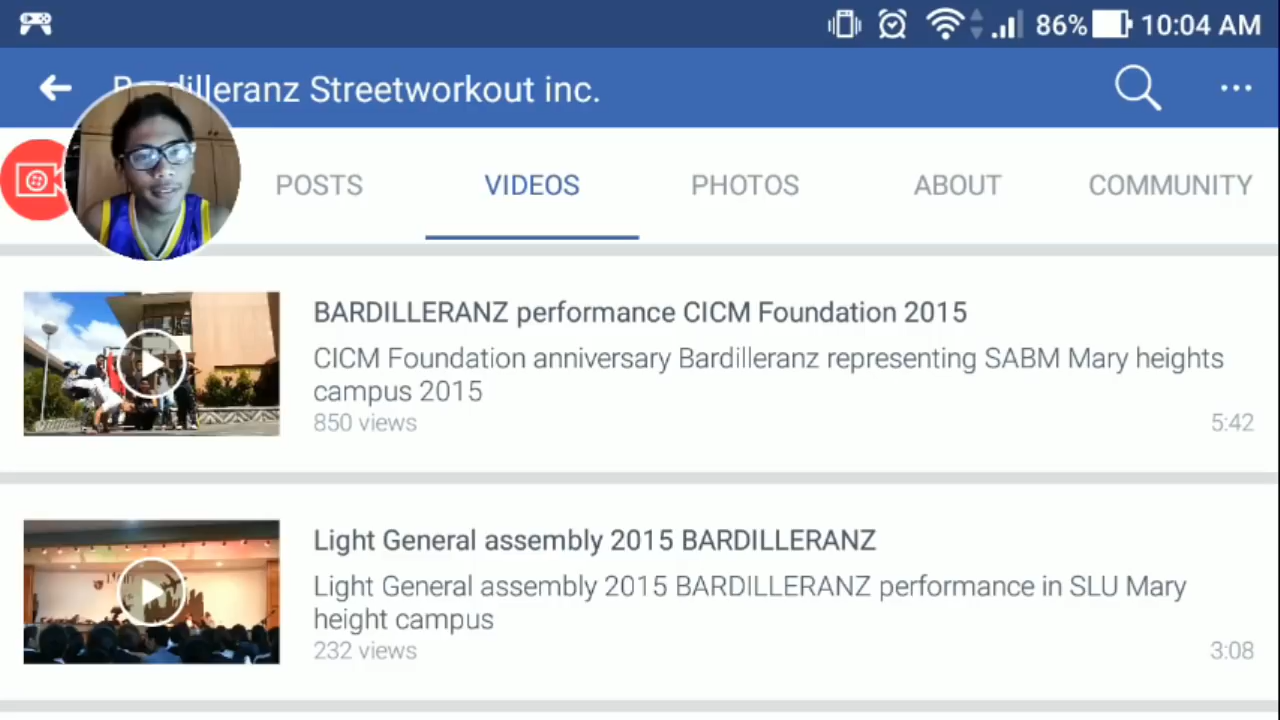 86% 10:04 AM
Bardilleranz Streetworkout inc.
POSTS VIDEOS PHOTOS ABOUT COMMUNITY
BARDILLERANZ performance CICM Foundation 2015
CICM Foundation anniversary Bardilleranz representing SABM Mary heights
campus 2015
850 views 5:42
Light General assembly 2015 BARDILLERANZ
Light General assembly 2015 BARDILLERANZ performance in SLU Mary
height campus
232 views 3:08